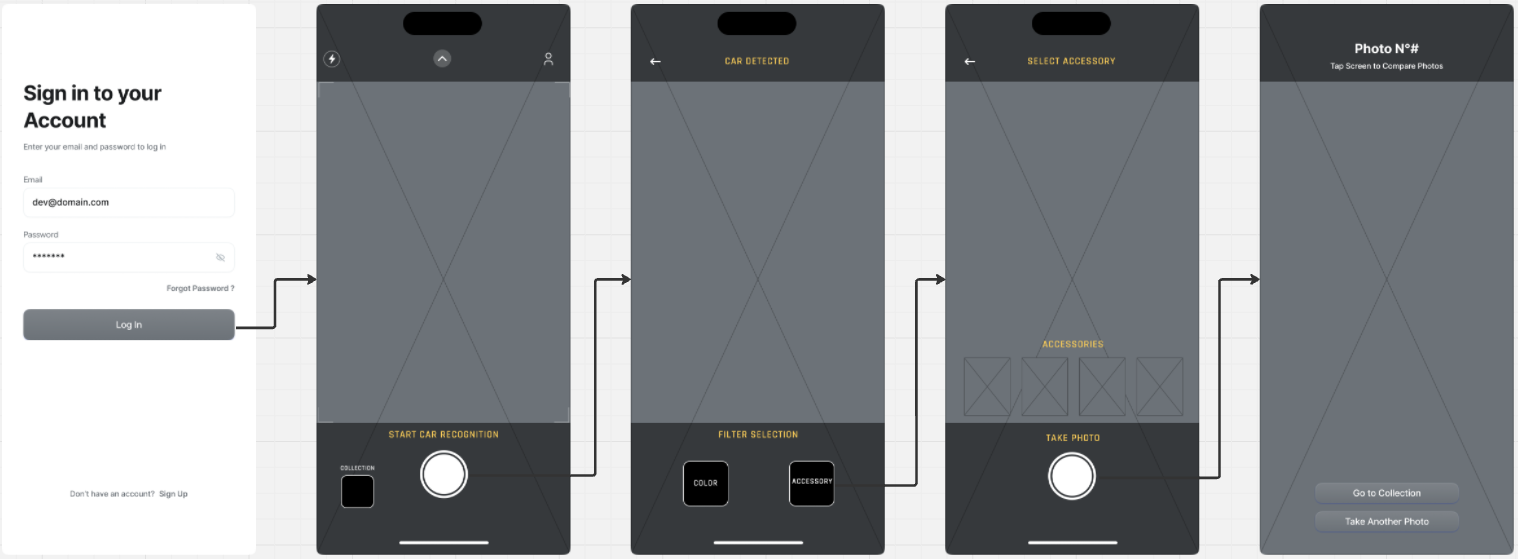 Sign in to your
Account
Enter your email and password to log in
Email
dev@domain.com
Password
*******
Forgot Password ?
Log In
Don't have an account? Sign Up
START CAR RECOGNITION
COLLECTION
CAR DETECTED
FILTER SELECTION
COLOR
ACCESSORY
SELECT ACCESSORY
ACCESSORIES
TAKE PHOTO
Photo N°#
Tap Screen to Compare Photos
Go to Collection
Take Another Photo